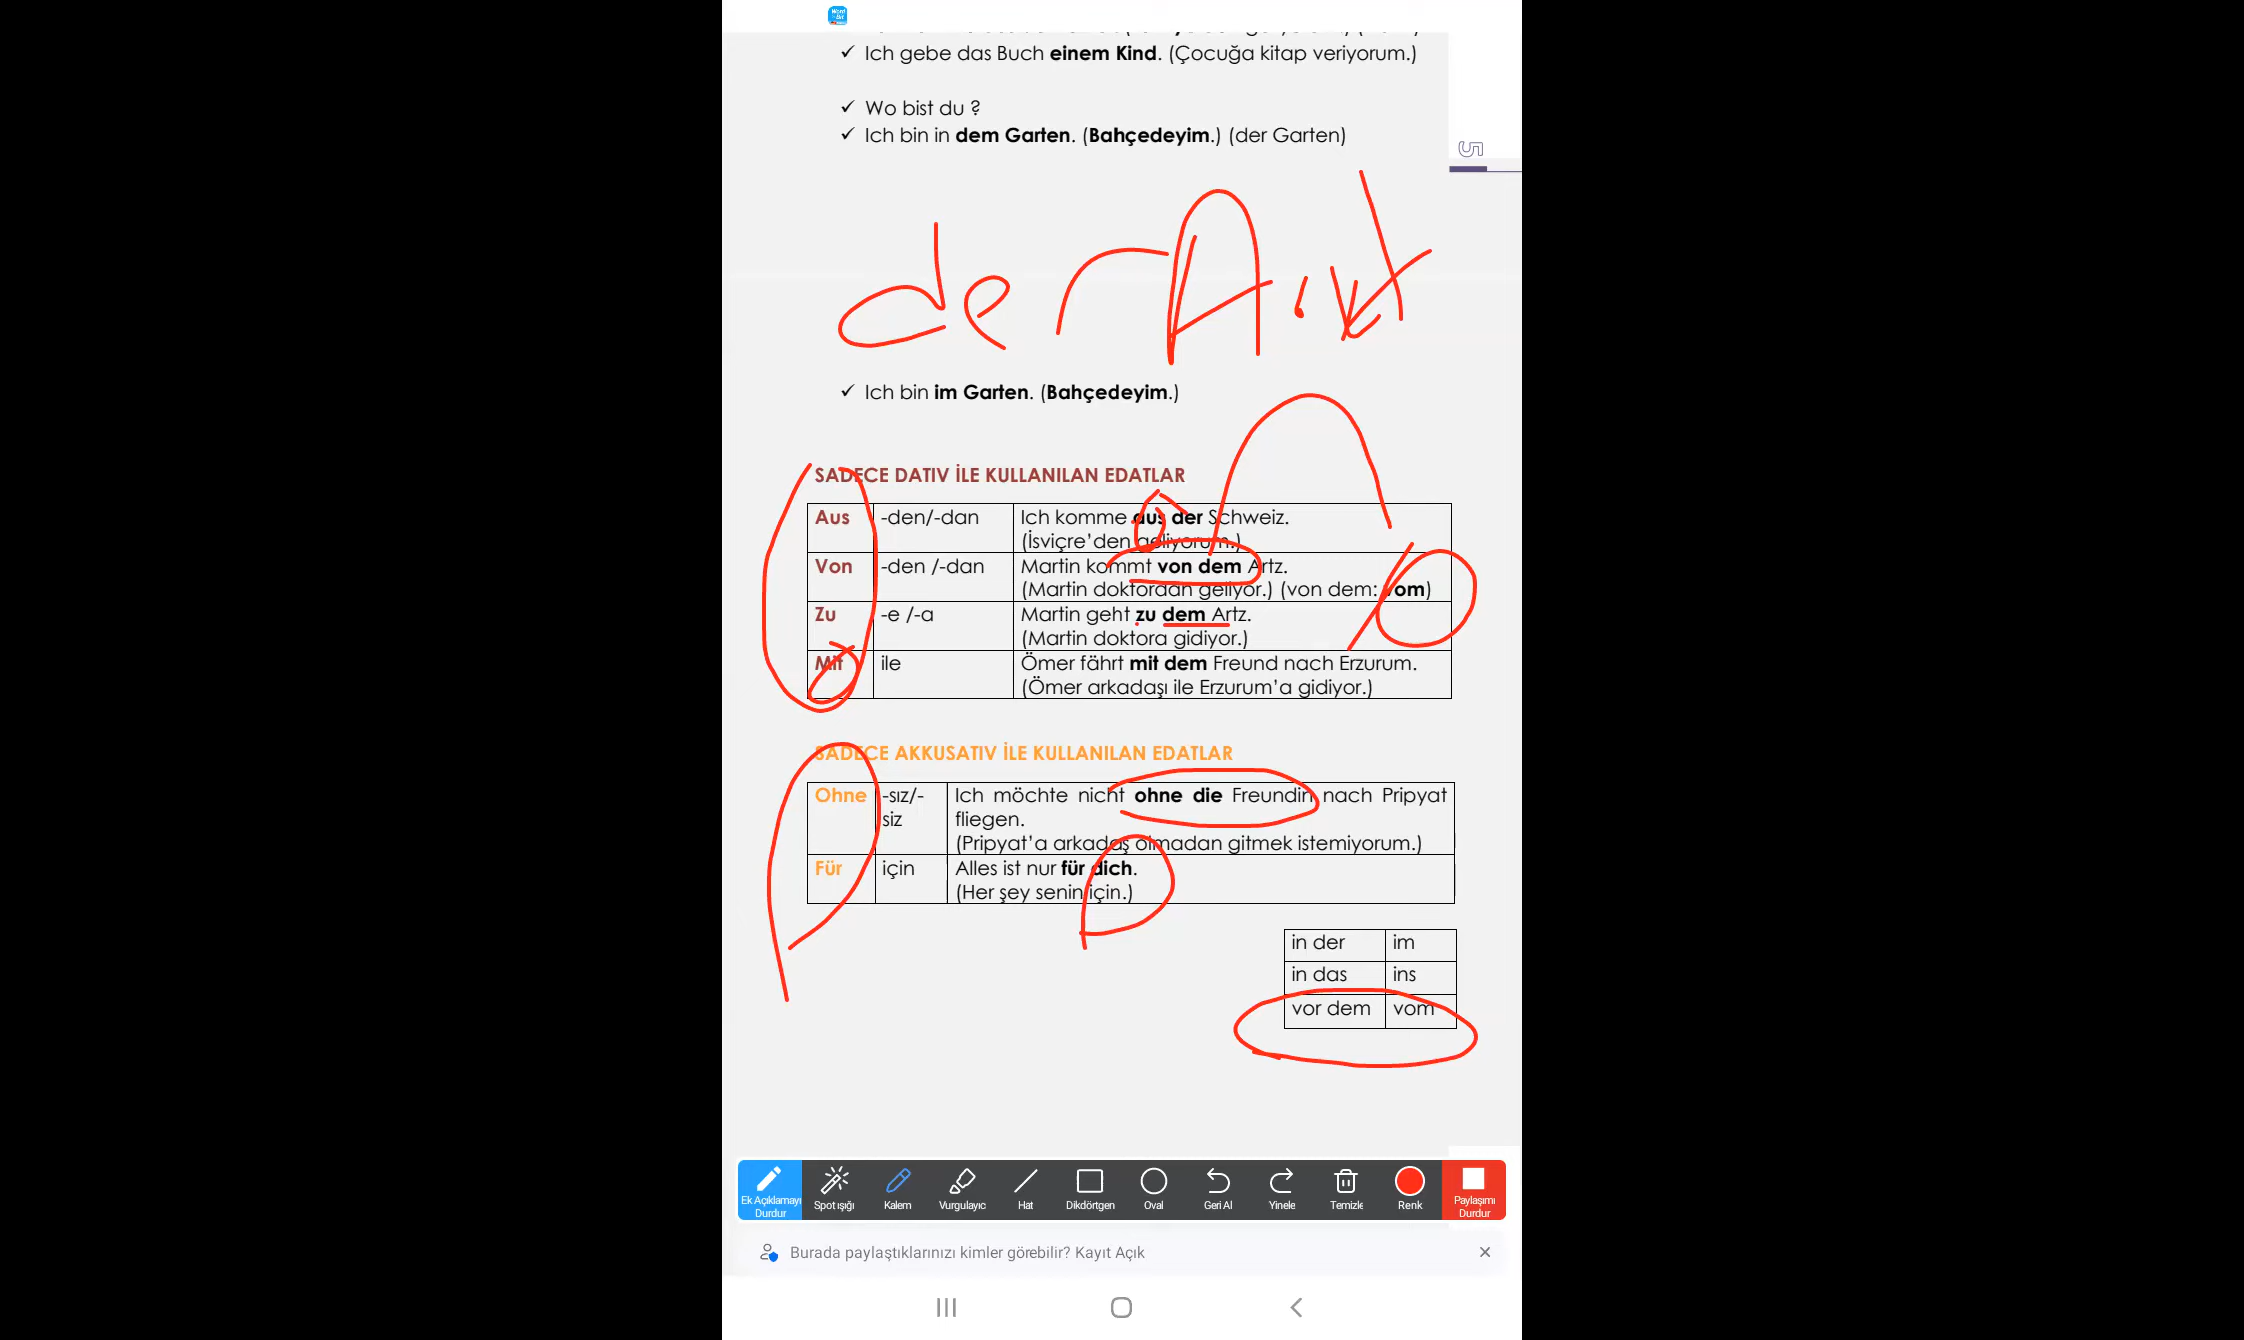 ✓ Ich gebe das Buch einem Kind. (Çocuğa kitap veriyorum.)
✓ Wo bist du ?
✓ Ich bin in dem Garten. (Bahçedeyim.) (der Garten)
5
der
✓ Ich bin im Garten. (Bahçedeyim.)
SADECE DATIV İLE KULLANILAN EDATLAR
Aus -den/-dan Ich komme aus der Schweiz.
(İsviçre’den geliyorum.)
Von -den /-dan Martin kommt von dem Artz.
(Martin doktordan geliyor.) (von dem: vom)
Zu -e /-a Martin geht zu dem Artz.
(Martin doktora gidiyor.)
Mit ile Ömer fährt mit dem Freund nach Erzurum.
(Ömer arkadaşı ile Erzurum’a gidiyor.)
SADECE AKKUSATIV İLE KULLANILAN EDATLAR
Ohne -sız/- Ich möchte nicht ohne die Freundin nach Pripyat
siz fliegen.
(Pripyat’a arkadaş olmadan gitmek istemiyorum.)
Für için Alles ist nur für dich.
(Her şey senin için.)
in der im
in das ins
vor dem vom
Ek Açıklamayı Durdur
Spot ışığı
Kalem
Vurgulayıc
Hat
Dikdörtgen
Oval
Geri Al
Yinele
Temizle
Renk
Paylaşımı Durdur
Burada paylaştıklarınızı kimler görebilir? Kayıt Açık